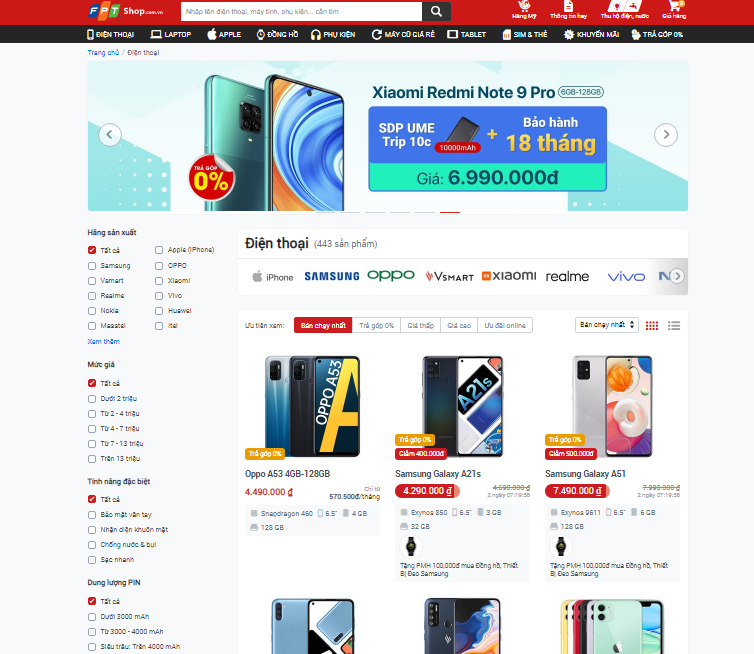 FPT Shop.com.vn
Nhập tên điện thoại, máy tính, phụ kiện... cần tìm
Hàng Mỹ
Thông tin hay
Thu hộ điện, nước
Giỏ hàng
ĐIỆN THOẠI
LAPTOP
APPLE
ĐỒNG HỒ
PHỤ KIỆN
MÁY CŨ GIÁ RẺ
TABLET
SIM & THẺ
KHUYẾN MÃI
TRẢ GÓP 0%
Trang chủ / Điện thoại
Xiaomi Redmi Note 9 Pro 6GB-128GB
SDP UME
Trip 10c
10000mAh
+
Bảo hành
18 tháng
TRẢ GÓP
0%
Giá: 6.990.000đ
Hãng sản xuất
Tất cả
Apple (iPhone)
Samsung
OPPO
Vsmart
Xiaomi
Realme
Vivo
Nokia
Huawei
Masstel
Itel
Xem thêm
Mức giá
Tất cả
Dưới 2 triệu
Từ 2 - 4 triệu
Từ 4 - 7 triệu
Từ 7 - 13 triệu
Trên 13 triệu
Tính năng đặc biệt
Tất cả
Bảo mật vân tay
Nhận diện khuôn mặt
Chống nước & bụi
Sạc nhanh
Dung lượng PIN
Tất cả
Dưới 3000 mAh
Từ 3000 - 4000 mAh
Siêu trâu: Trên 4000 mAh
Điện thoại (443 sản phẩm)
iPhone
SAMSUNG
oppo
VSMART
xiaomi
realme
vivo
Ưu tiên xem:
Bán chạy nhất
Trả góp 0%
Giá thấp
Giá cao
Ưu đãi online
Bán chạy nhất
OPPO A53
Trả góp 0%
Oppo A53 4GB-128GB
4.490.000 ₫
Chỉ từ
570.500đ/tháng
Snapdragon 460
6.5"
4 GB
128 GB
A21s
Trả góp 0%
Giảm 400.000đ
Samsung Galaxy A21s
4.290.000 ₫
4.690.000 ₫
2 ngày 07:19:56
Exynos 850
6.5"
3 GB
32 GB
Tặng PMH 100,000đ mua Đồng hồ, Thiết
Bị Đeo Samsung
Trả góp 0%
Giảm 500.000đ
Samsung Galaxy A51
7.490.000 ₫
7.990.000 ₫
2 ngày 07:19:56
Exynos 9611
6.5"
6 GB
128 GB
Tặng PMH 100,000đ mua Đồng hồ, Thiết
Bị Đeo Samsung